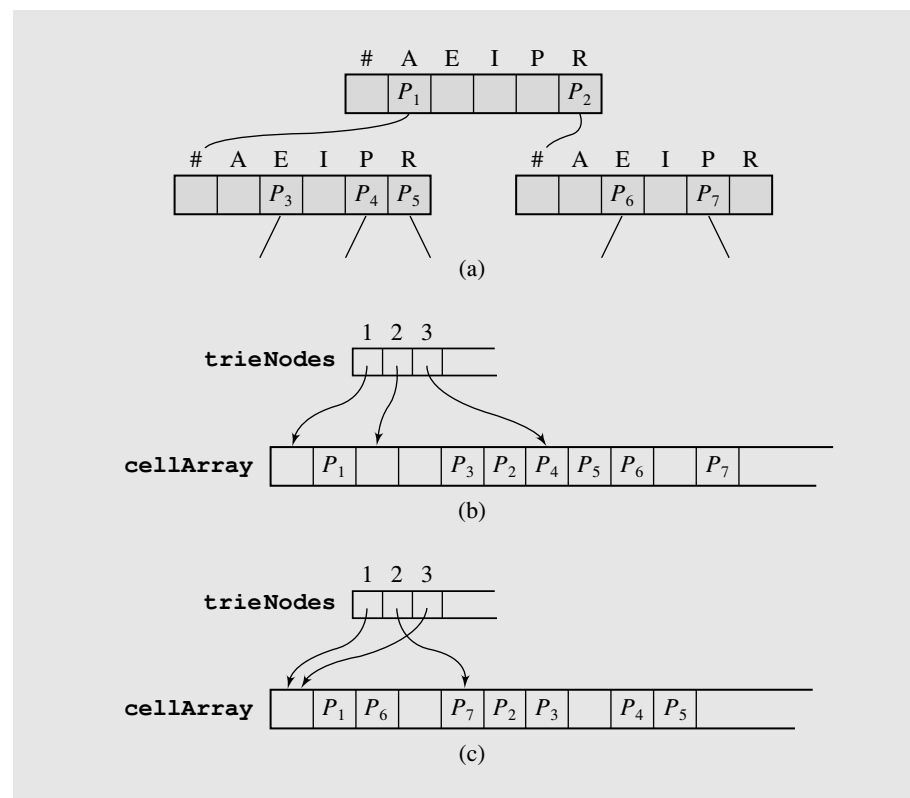 # A E I P R
P1 P2
# A E I P R # A E I P R
P3 P4 P5 P6 P7
(a)
1 2 3
trieNodes
cellArray P1 P3 P2 P4 P5 P6 P7
(b)
1 2 3
trieNodes
cellArray P1 P6 P7 P2 P3 P4 P5
(c)